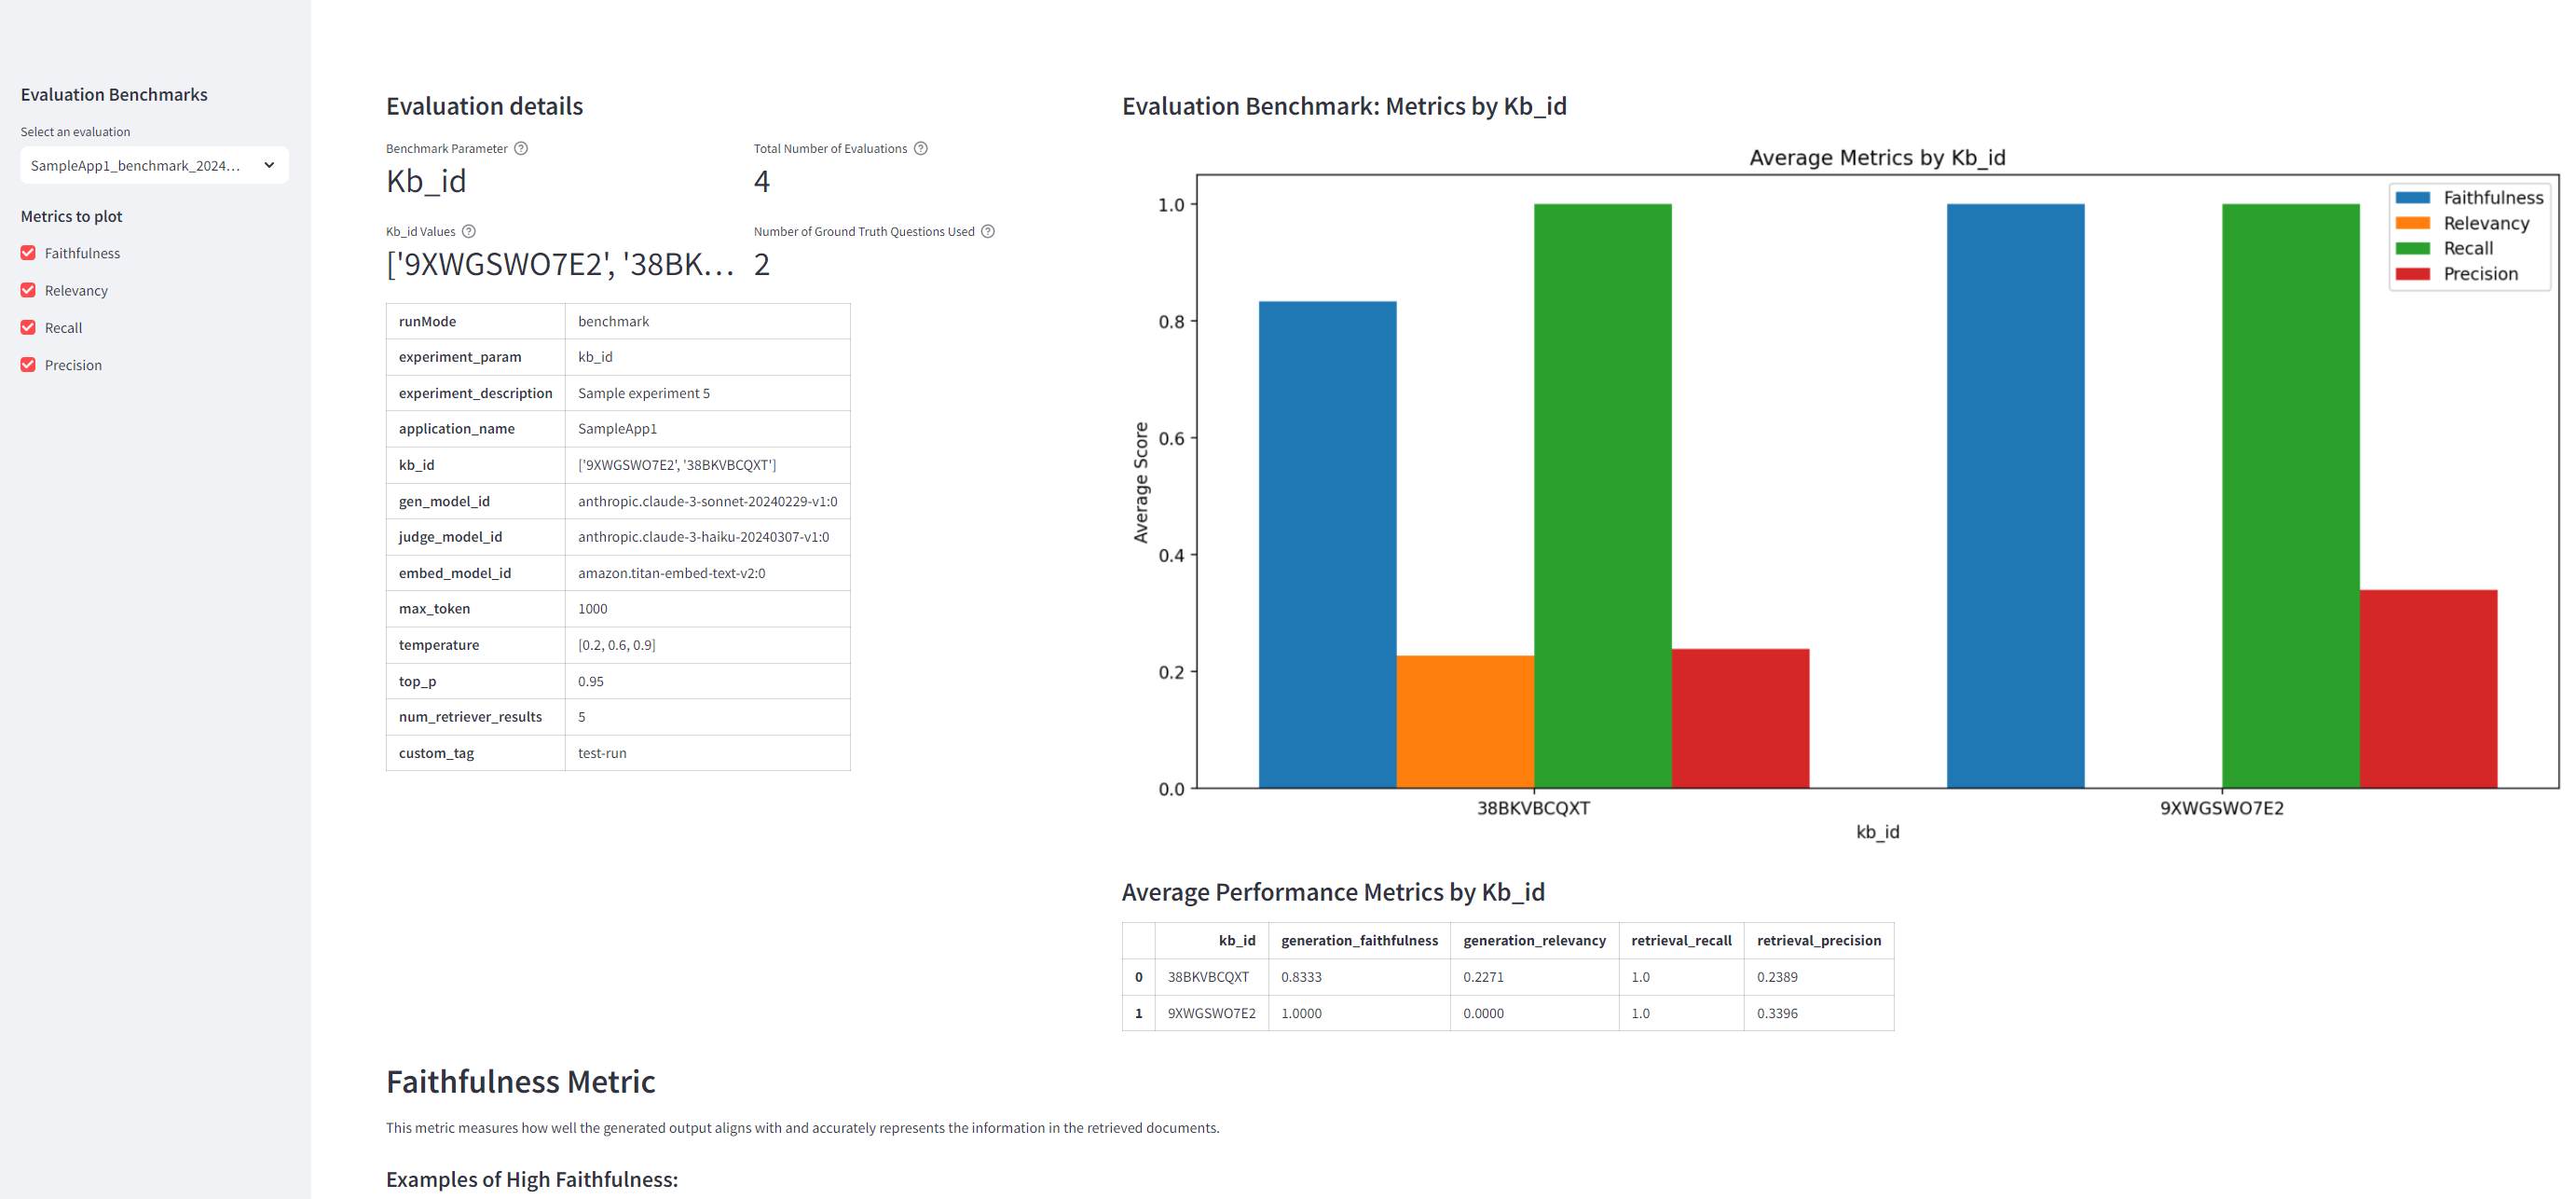 Evaluation Benchmarks
Select an evaluation
SampleApp1_benchmark_2024...
Metrics to plot
Faithfulness
Relevancy
Recall
Precision
Evaluation details
Benchmark Parameter
Kb_id
Total Number of Evaluations
4
Kb_id Values
['9XWGSWO7E2', '38BK...
Number of Ground Truth Questions Used
2
runMode benchmark
experiment_param kb_id
experiment_description Sample experiment 5
application_name SampleApp1
kb_id ['9XWGSWO7E2', '38BKVBCQXT']
gen_model_id anthropic.claude-3-sonnet-20240229-v1:0
judge_model_id anthropic.claude-3-haiku-20240307-v1:0
embed_model_id amazon.titan-embed-text-v2:0
max_token 1000
temperature [0.2, 0.6, 0.9]
top_p 0.95
num_retriever_results 5
custom_tag test-run
Evaluation Benchmark: Metrics by Kb_id
Average Metrics by Kb_id
Faithfulness
Relevancy
Recall
Precision
Average Score
1.0
0.8
0.6
0.4
0.2
0.0
38BKVBCQXT 9XWGSWO7E2
kb_id
Average Performance Metrics by Kb_id
kb_id generation_faithfulness generation_relevancy retrieval_recall retrieval_precision
0 38BKVBCQXT 0.8333 0.2271 1.0 0.2389
1 9XWGSWO7E2 1.0000 0.0000 1.0 0.3396
Faithfulness Metric
This metric measures how well the generated output aligns with and accurately represents the information in the retrieved documents.
Examples of High Faithfulness: